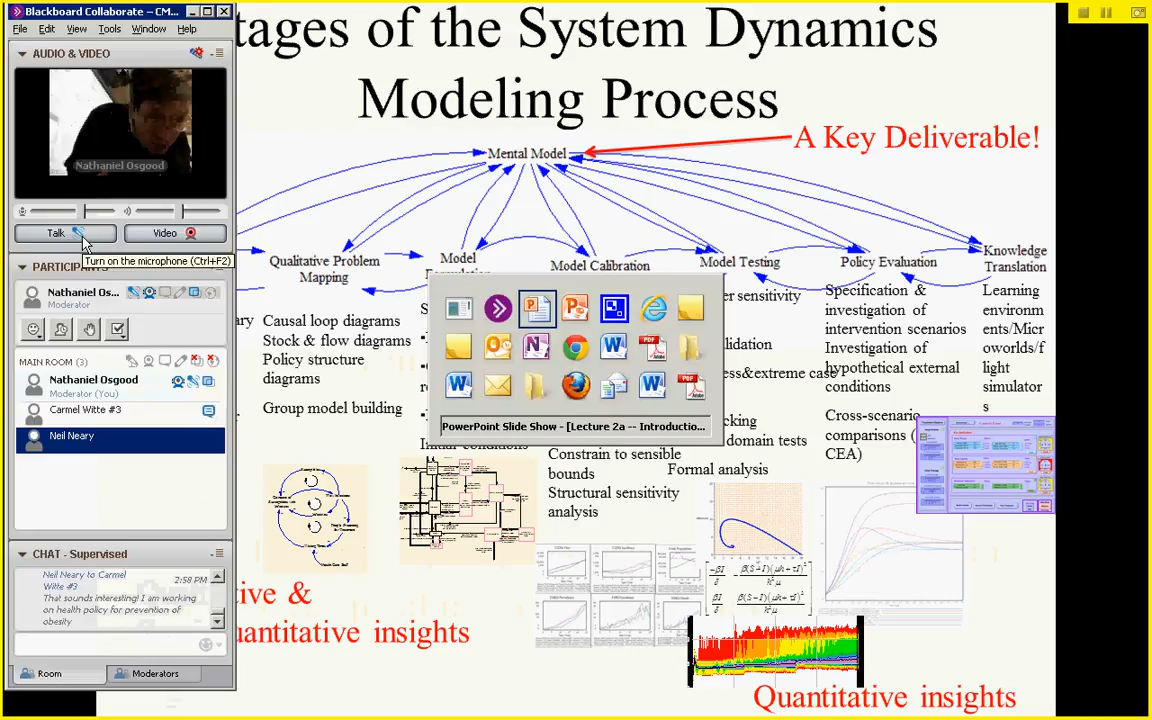 Blackboard Collaborate – CM...
File Edit View Tools Window Help
AUDIO & VIDEO
Nathaniel Osgood
Talk
Video
Turn on the microphone (Ctrl+F2)
PARTICIPANTS
Nathaniel Os...
Moderator
MAIN ROOM (3)
Nathaniel Osgood
Moderator (You)
Carmel Witte #3
Neil Neary
CHAT - Supervised
Neil Neary to Carmel
Witte #3
2:58 PM
That sounds interesting! I am working
on health policy for prevention of
obesity
Room
Moderators
tages of the System Dynamics
Modeling Process
A Key Deliverable!
Mental Model
Qualitative Problem
Mapping
Model
Model Calibration
Model Testing
Policy Evaluation
Knowledge
Translation
Causal loop diagrams
Stock & flow diagrams
Policy structure
diagrams
Group model building
PowerPoint Slide Show - [Lecture 2a -- Introductio...
Constrain to sensible
bounds
Structural sensitivity
analysis
er sensitivity
lidation
ess&extreme case
king
domain tests
Formal analysis
Specification &
investigation of
intervention scenarios
Investigation of
hypothetical external
conditions
Cross-scenario
comparisons (
CEA)
Learning
environm
ents/Micr
oworlds/f
light
simulator
s
tive &
uantitative insights
Quantitative insights